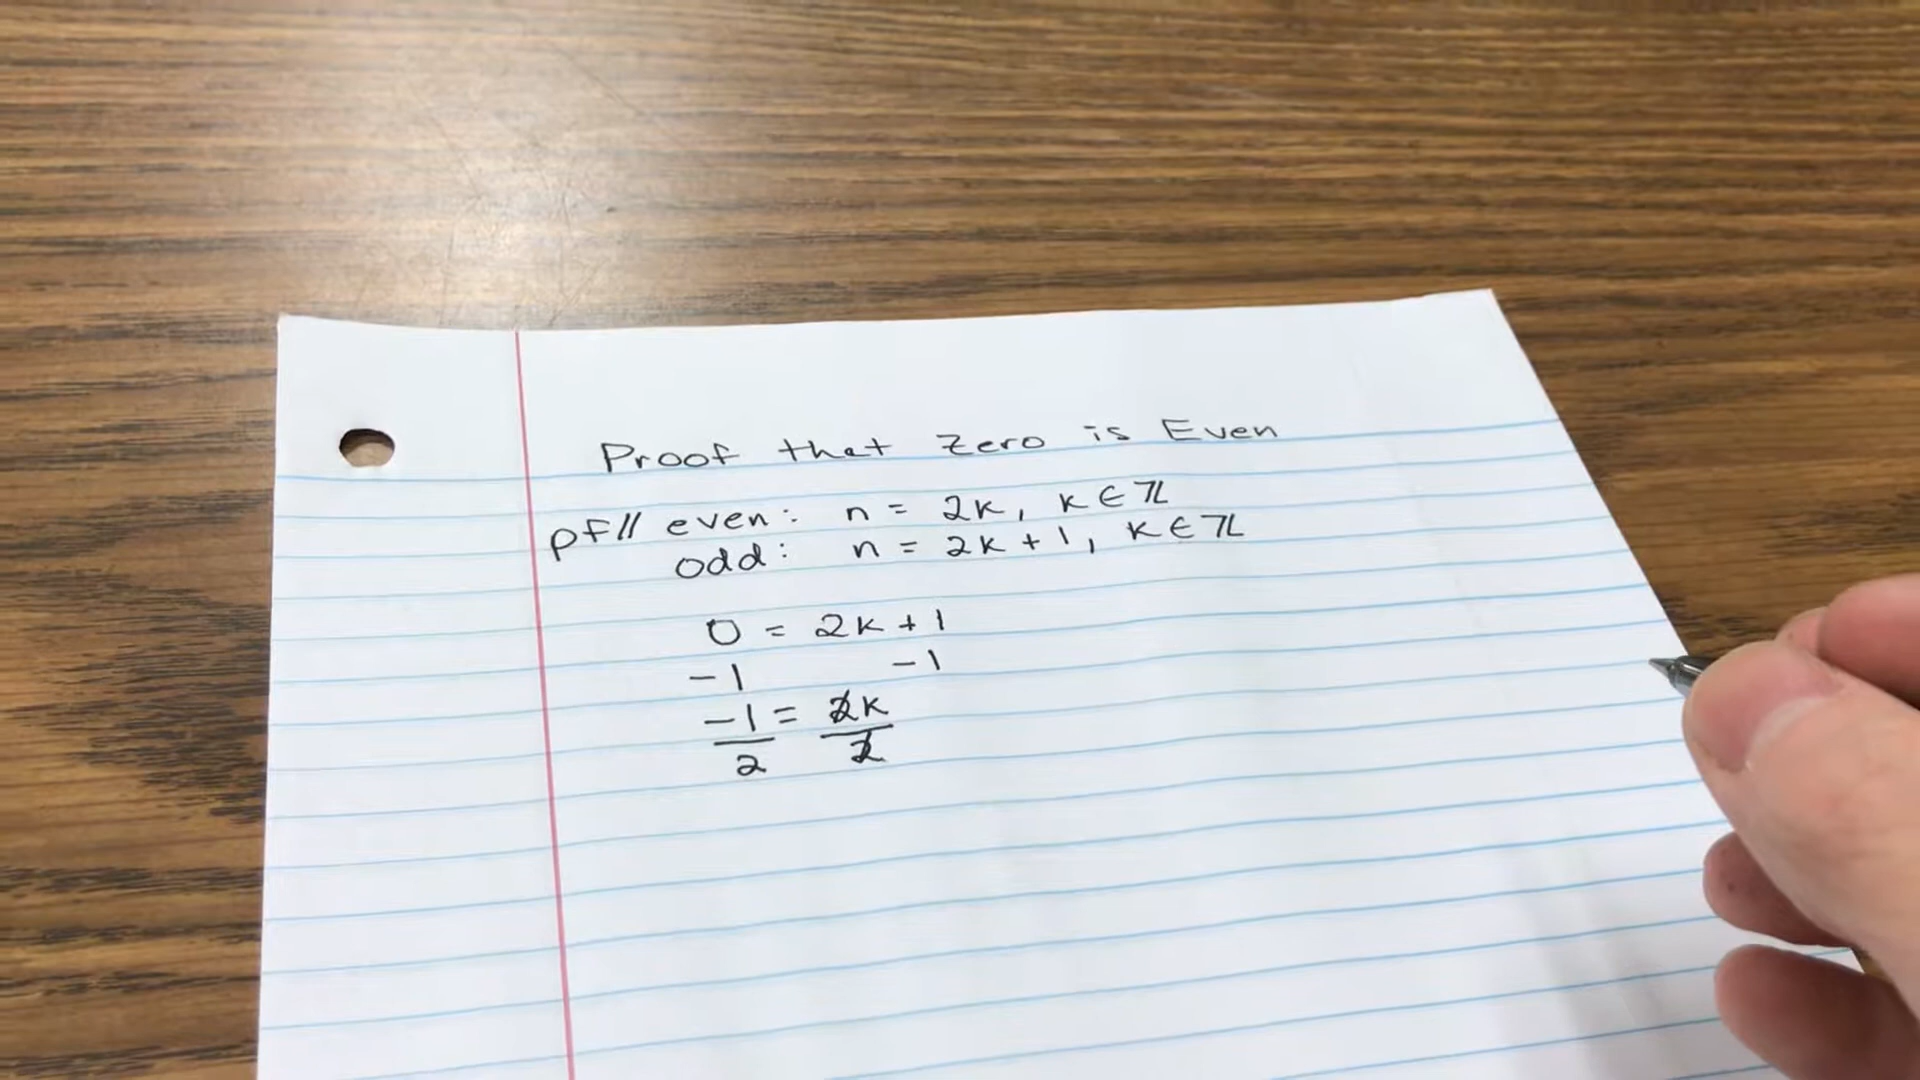 Proof that Zero is Even
pf// even: n = 2k, k ∈ ℤ
odd: n = 2k + 1, k ∈ ℤ
0 = 2k + 1
-1 -1
-1 = 2k
2 2